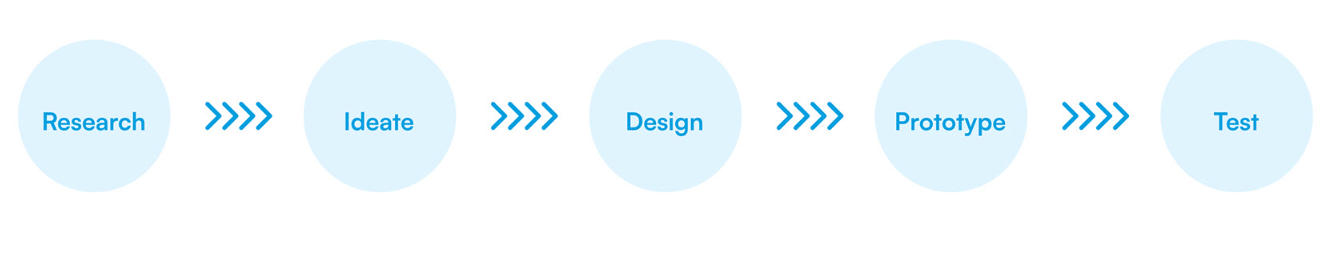 Research
Ideate
Design
Prototype
Test